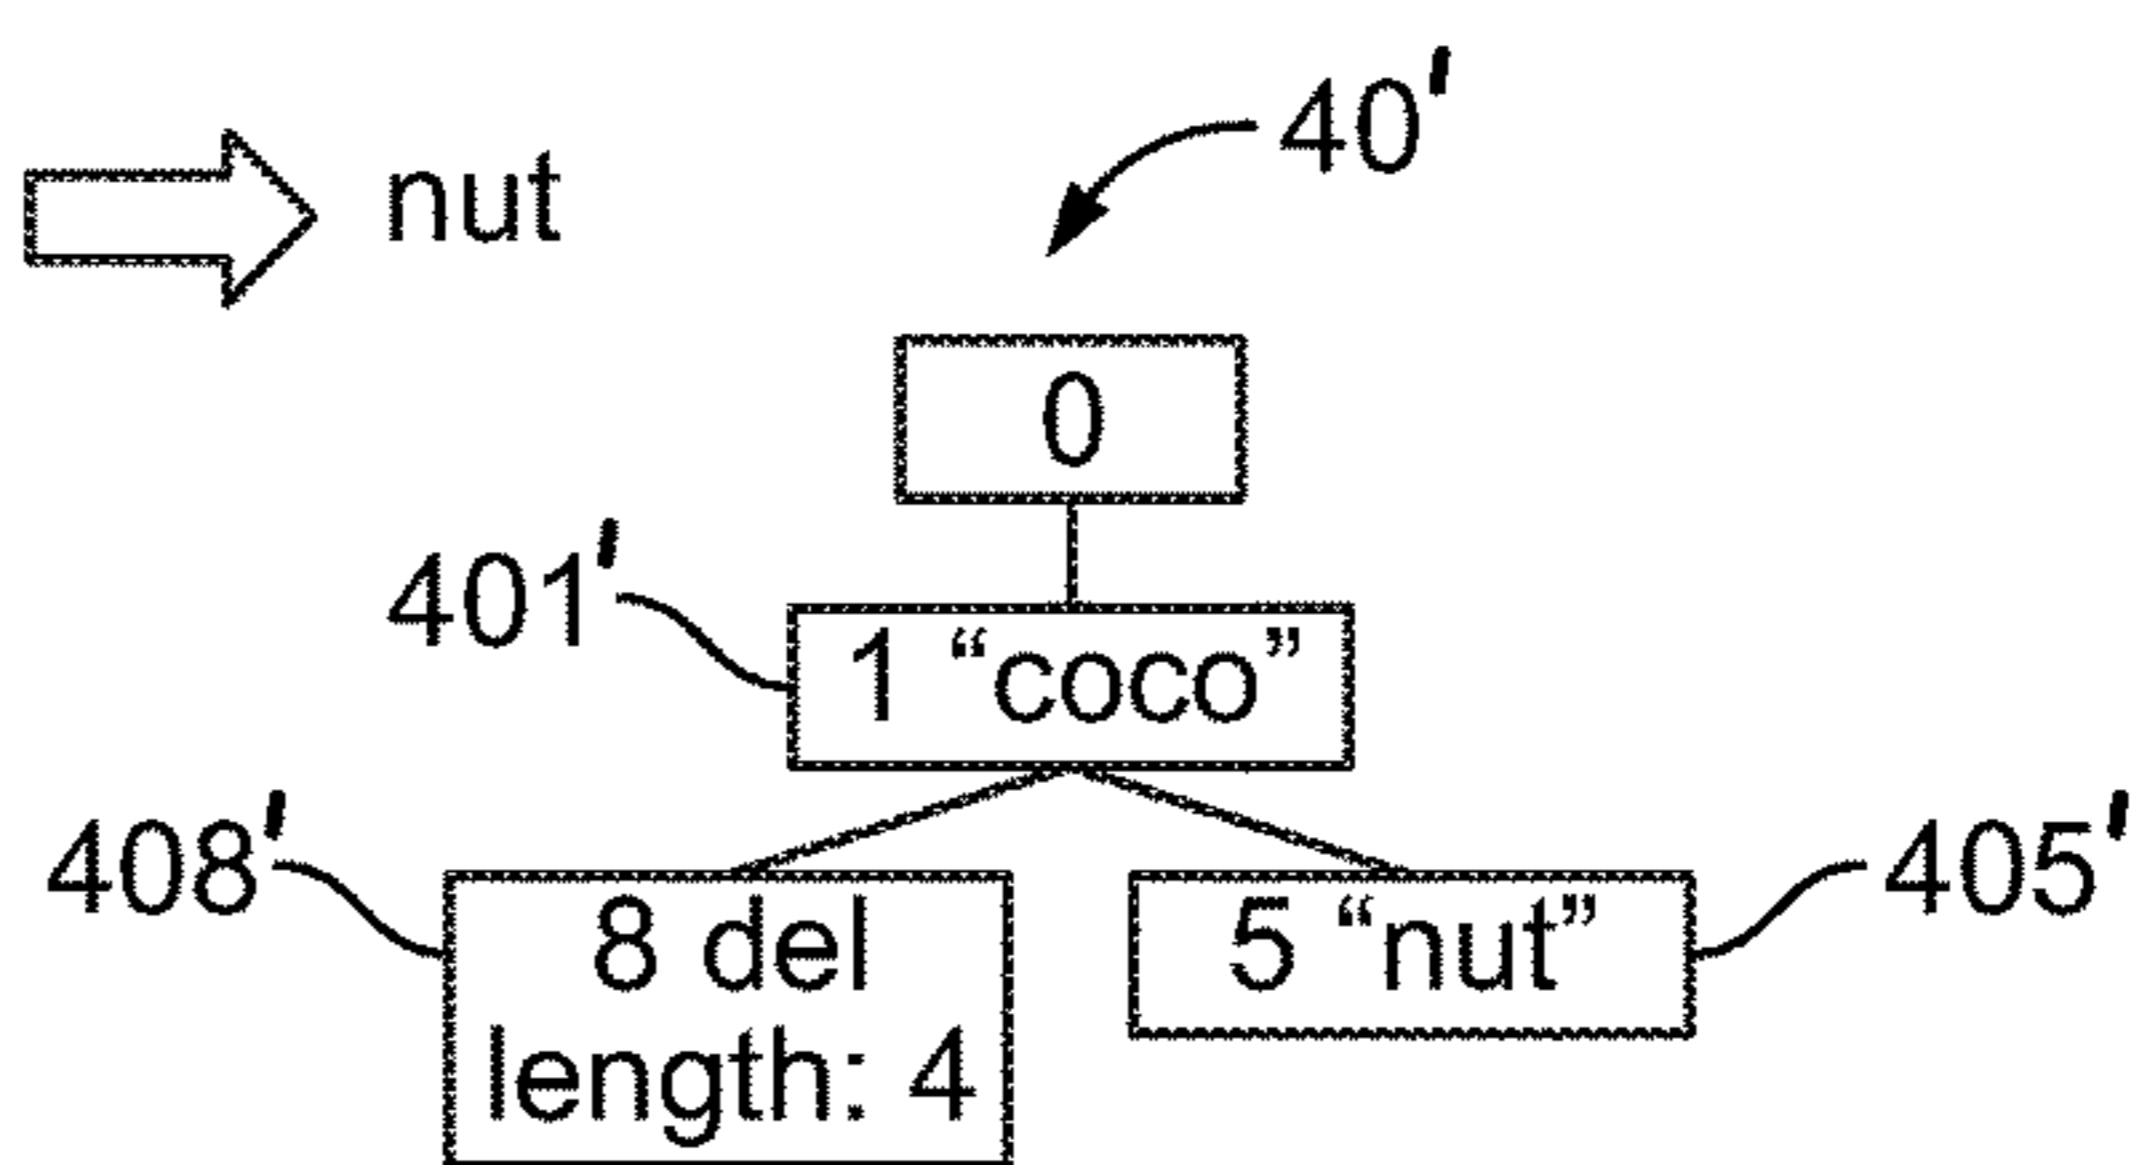 40'
nut
0
401'
1 “coco”
408'
405'
8 del
length: 4
5 “nut”